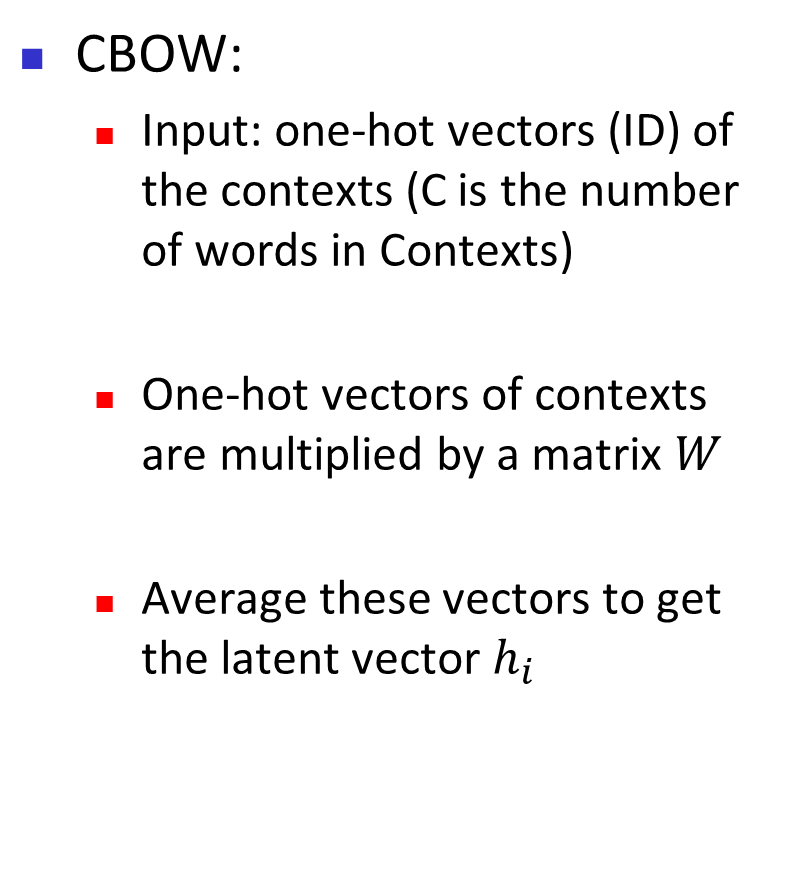 CBOW:
Input: one-hot vectors (ID) of
the contexts (C is the number
of words in Contexts)
One-hot vectors of contexts
are multiplied by a matrix W
Average these vectors to get
the latent vector hᵢ